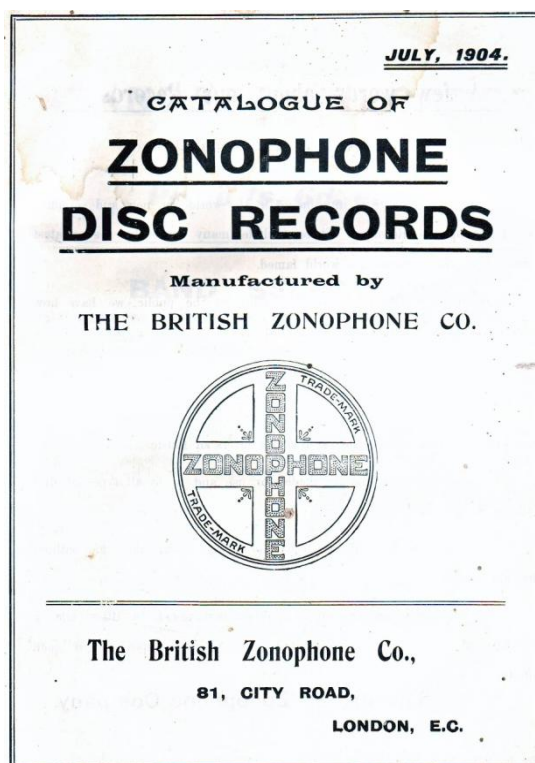 JULY, 1904.
CATALOGUE OF
ZONOPHONE
DISC RECORDS
Manufactured by
THE BRITISH ZONOPHONE CO.
TRADE-MARK
ZONOPHONE
ZONOPHONE
TRADE-MARK
The British Zonophone Co.,
81, CITY ROAD,
LONDON, E.C.